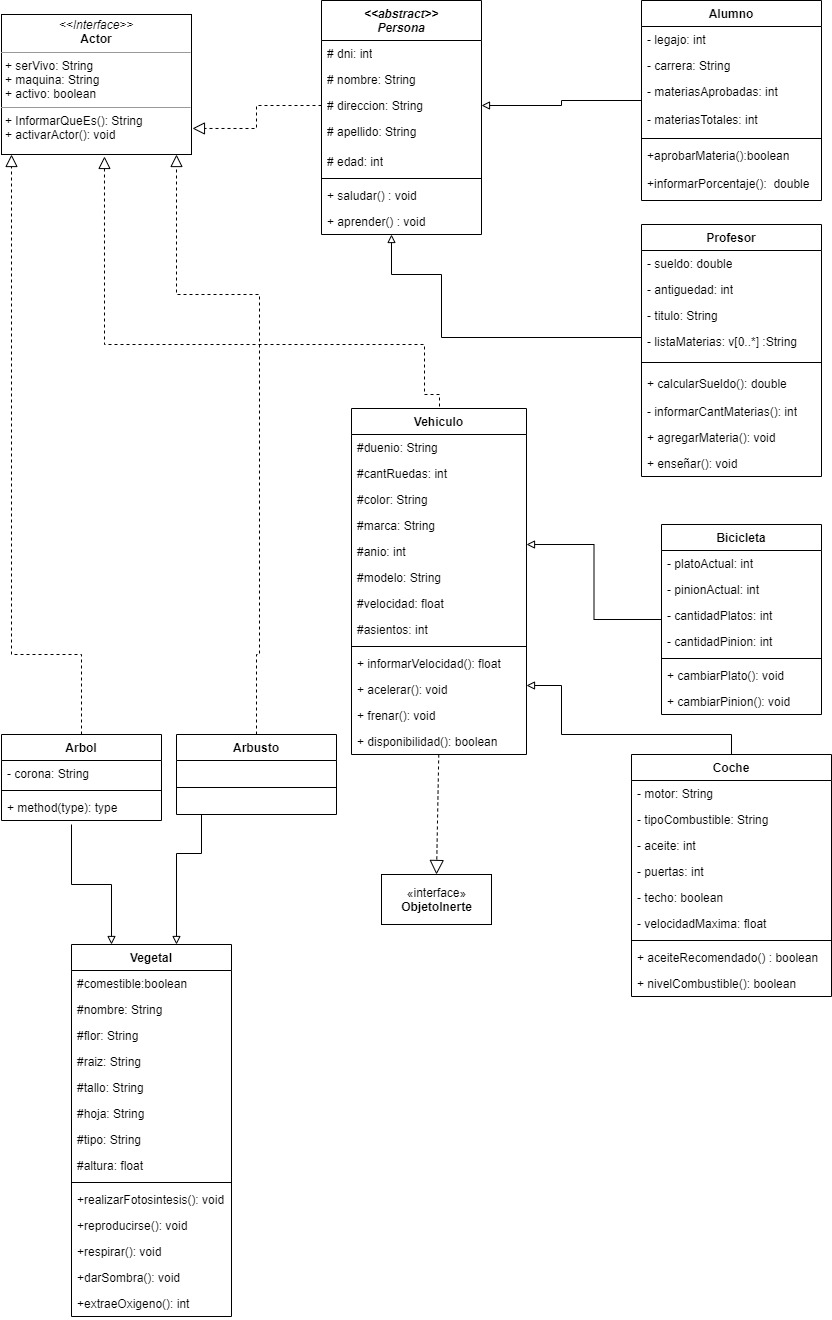 <<Interface>>
Actor
+ serVivo: String
+ maquina: String
+ activo: boolean
+ InformarQueEs(): String
+ activarActor(): void
<<abstract>>
Persona
# dni: int
# nombre: String
# direccion: String
# apellido: String
# edad: int
+ saludar() : void
+ aprender() : void
Alumno
- legajo: int
- carrera: String
- materiasAprobadas: int
- materiasTotales: int
+aprobarMateria():boolean
+informarPorcentaje():  double
Profesor
- sueldo: double
- antiguedad: int
- titulo: String
- listaMaterias: v[0..*] :String
+ calcularSueldo(): double
- informarCantMaterias(): int
+ agregarMateria(): void
+ enseñar(): void
Vehiculo
#duenio: String
#cantRuedas: int
#color: String
#marca: String
#anio: int
#modelo: String
#velocidad: float
#asientos: int
+ informarVelocidad(): float
+ acelerar(): void
+ frenar(): void
+ disponibilidad(): boolean
Bicicleta
- platoActual: int
- pinionActual: int
- cantidadPlatos: int
- cantidadPinion: int
+ cambiarPlato(): void
+ cambiarPinion(): void
Arbol
- corona: String
+ method(type): type
Arbusto
Coche
- motor: String
- tipoCombustible: String
- aceite: int
- puertas: int
- techo: boolean
- velocidadMaxima: float
+ aceiteRecomendado() : boolean
+ nivelCombustible(): boolean
«interface»
ObjetoInerte
Vegetal
#comestible:boolean
#nombre: String
#flor: String
#raiz: String
#tallo: String
#hoja: String
#tipo: String
#altura: float
+realizarFotosintesis(): void
+reproducirse(): void
+respirar(): void
+darSombra(): void
+extraeOxigeno(): int